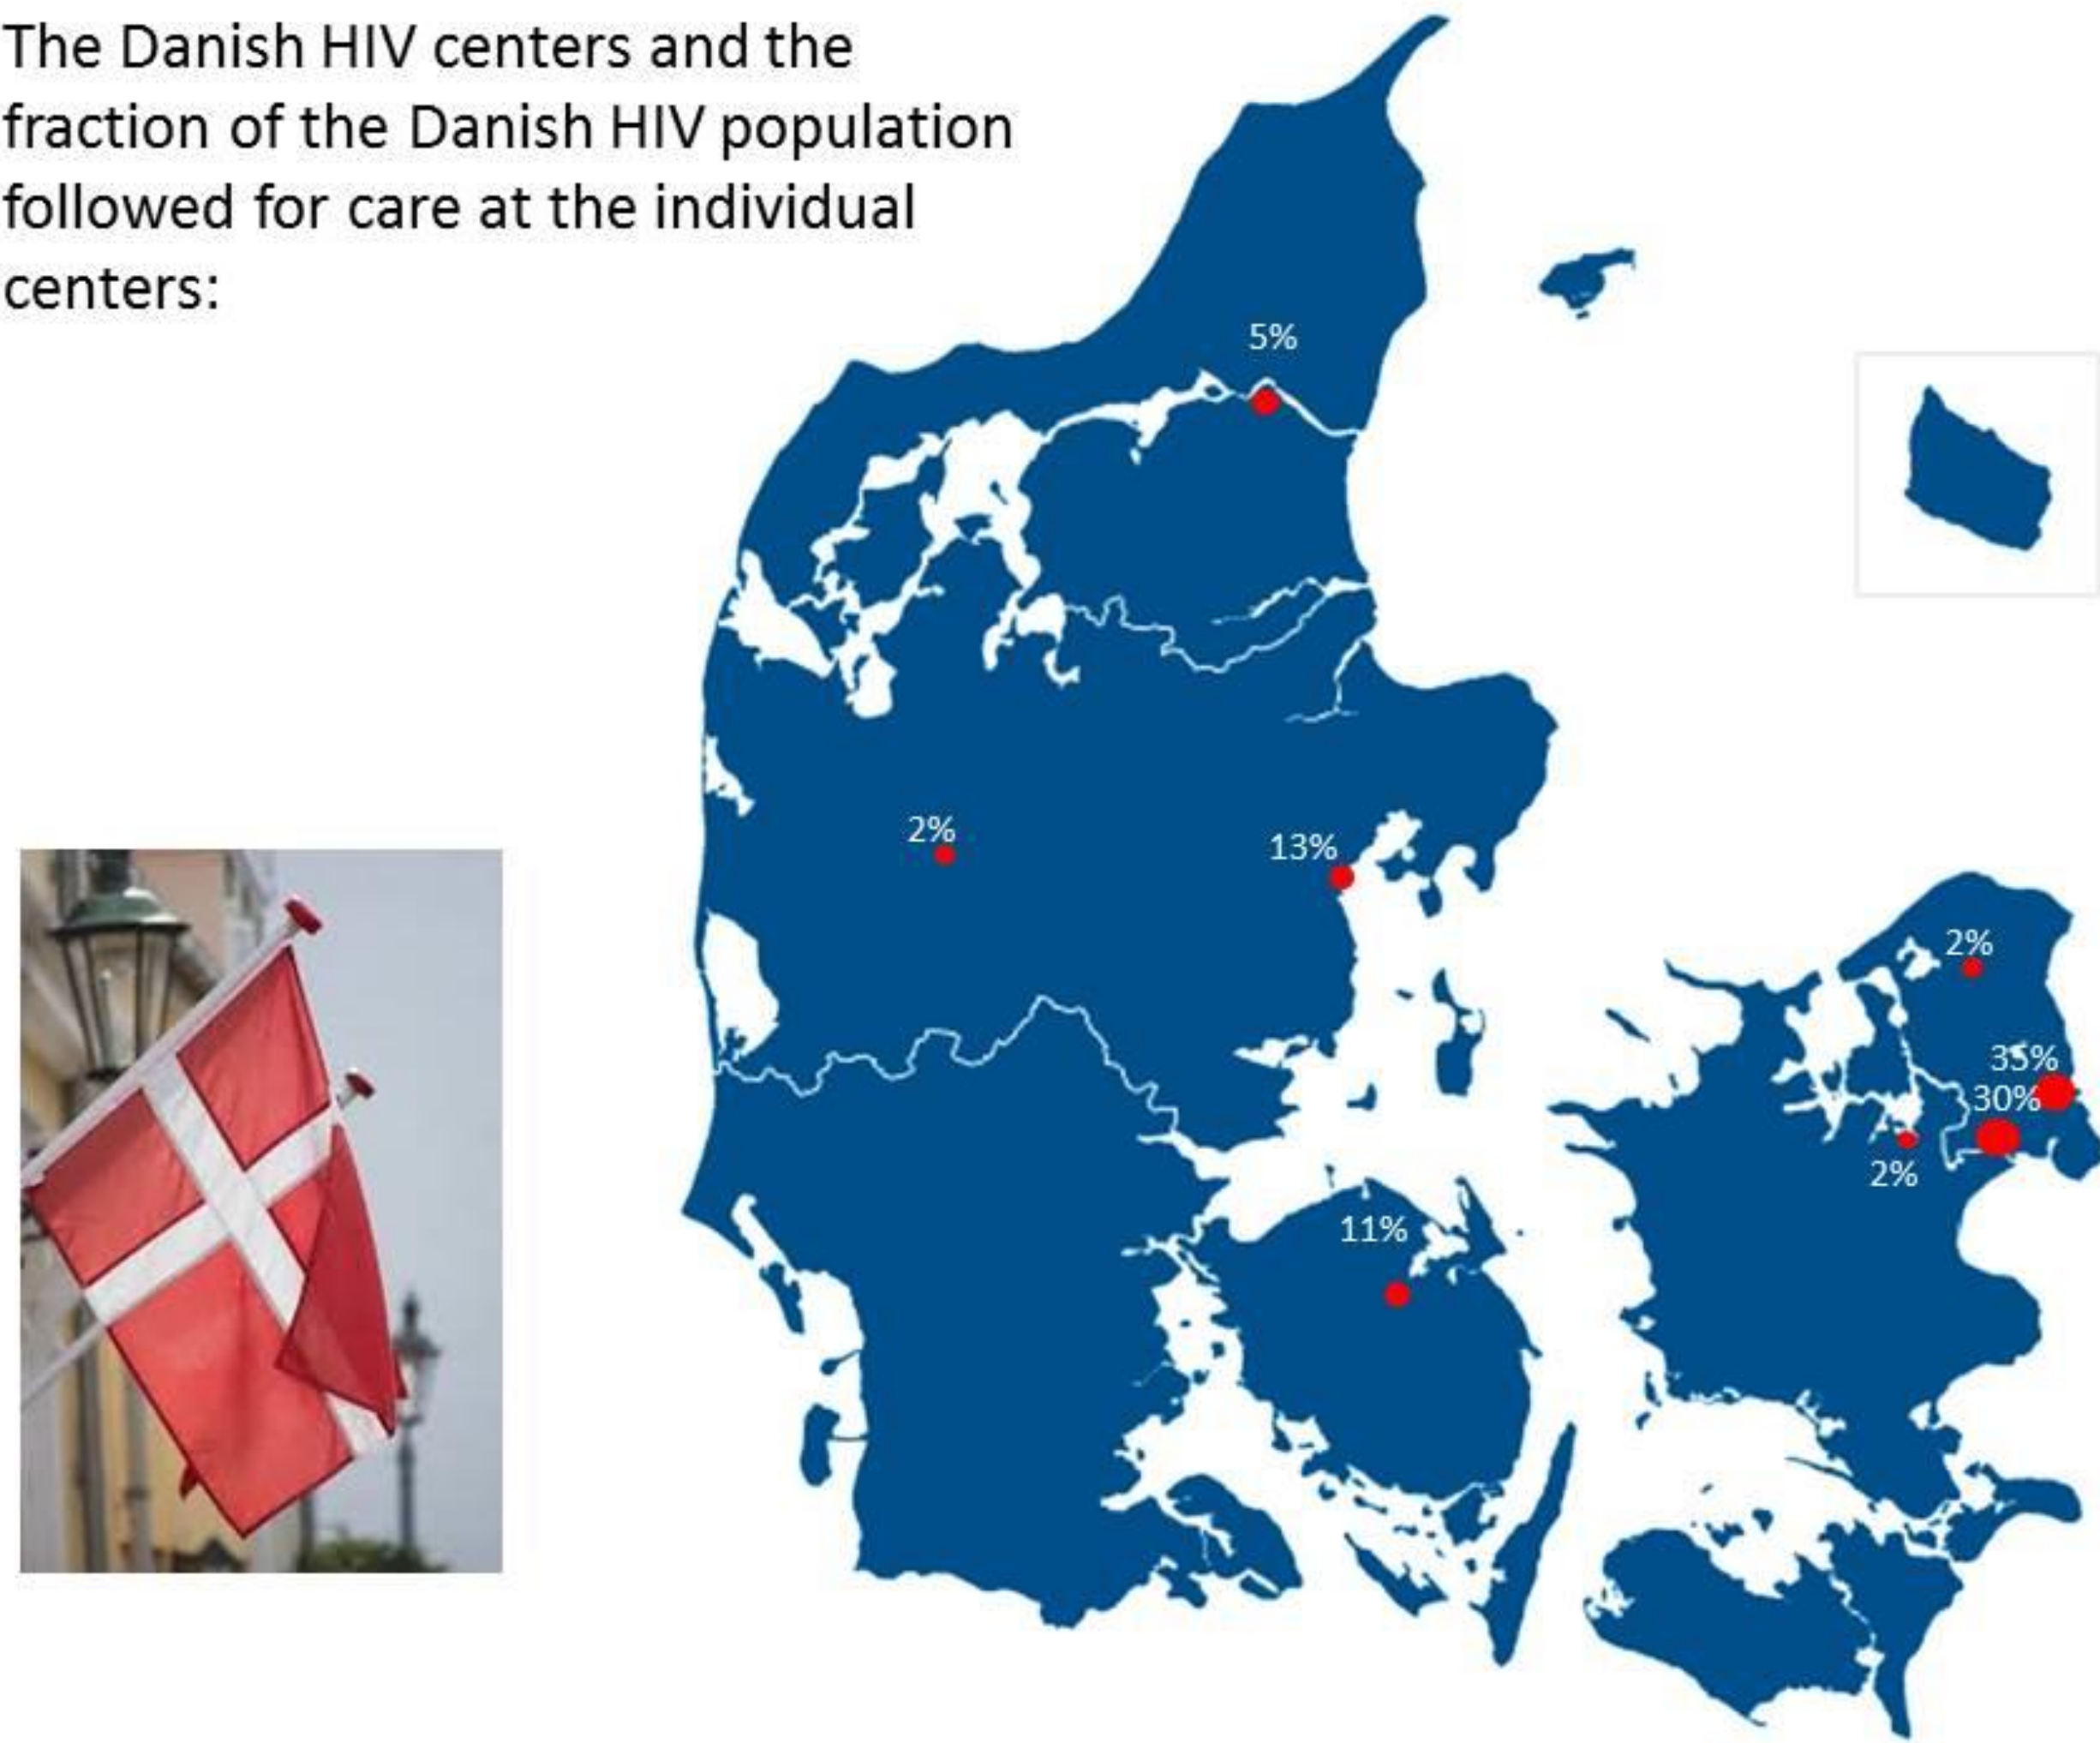 The Danish HIV centers and the
fraction of the Danish HIV population
followed for care at the individual
centers:
5%
2%
13%
2%
35%
30%
2%
11%